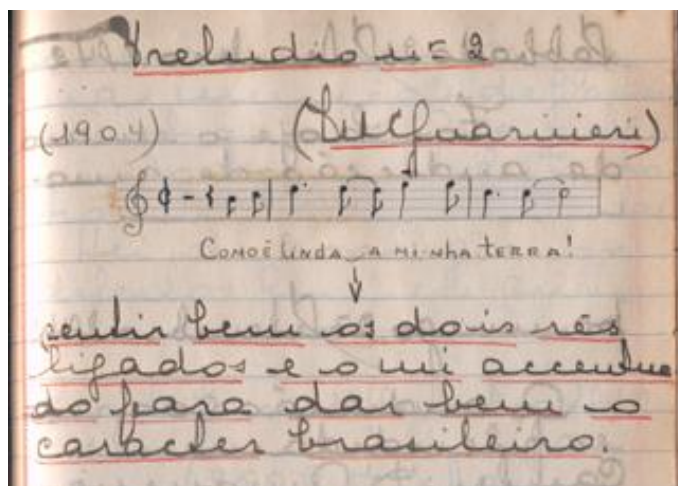 Preludio n= 2
(1904)
(M Guarnieri)
Como é linda a minha terra!
sentir bem os dois rés
ligados e o mi accentua
do para dar bem o
caracter brasileiro.